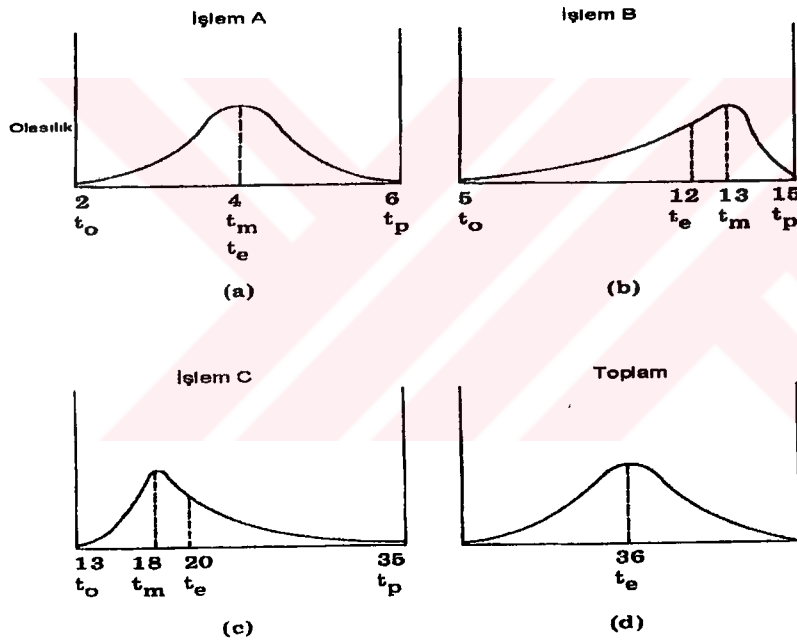 İşlem A
İşlem B
Olasılık
2 4 6
t_o t_m t_p
t_e
(a)
5 12 13 15
t_o t_e t_m t_p
(b)
İşlem C
Toplam
13 18 20 35
t_o t_m t_e t_p
(c)
36
t_e
(d)